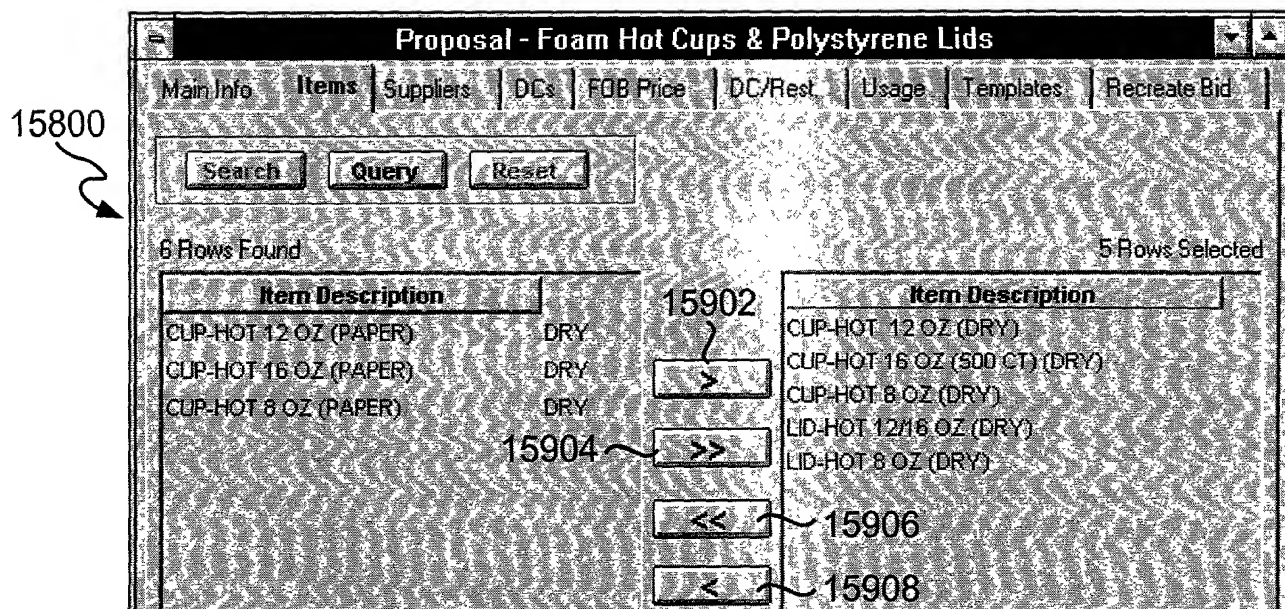 Proposal - Foam Hot Cups & Polystyrene Lids
Main Info Items Suppliers DCs FOB Price DC/Rest. Usage Templates Recreate Bid
15800
Search Query Reset
6 Rows Found 5 Rows Selected
Item Description Item Description
15902
CUP-HOT 12 OZ (PAPER) DRY CUP-HOT 12 OZ (DRY)
CUP-HOT 16 OZ (PAPER) DRY > CUP-HOT 16 OZ (500 CT) (DRY)
CUP-HOT 8 OZ (PAPER) DRY CUP-HOT 8 OZ (DRY)
LID-HOT 12/16 OZ (DRY)
15904 >> LID-HOT 8 OZ (DRY)
<< 15906
< 15908